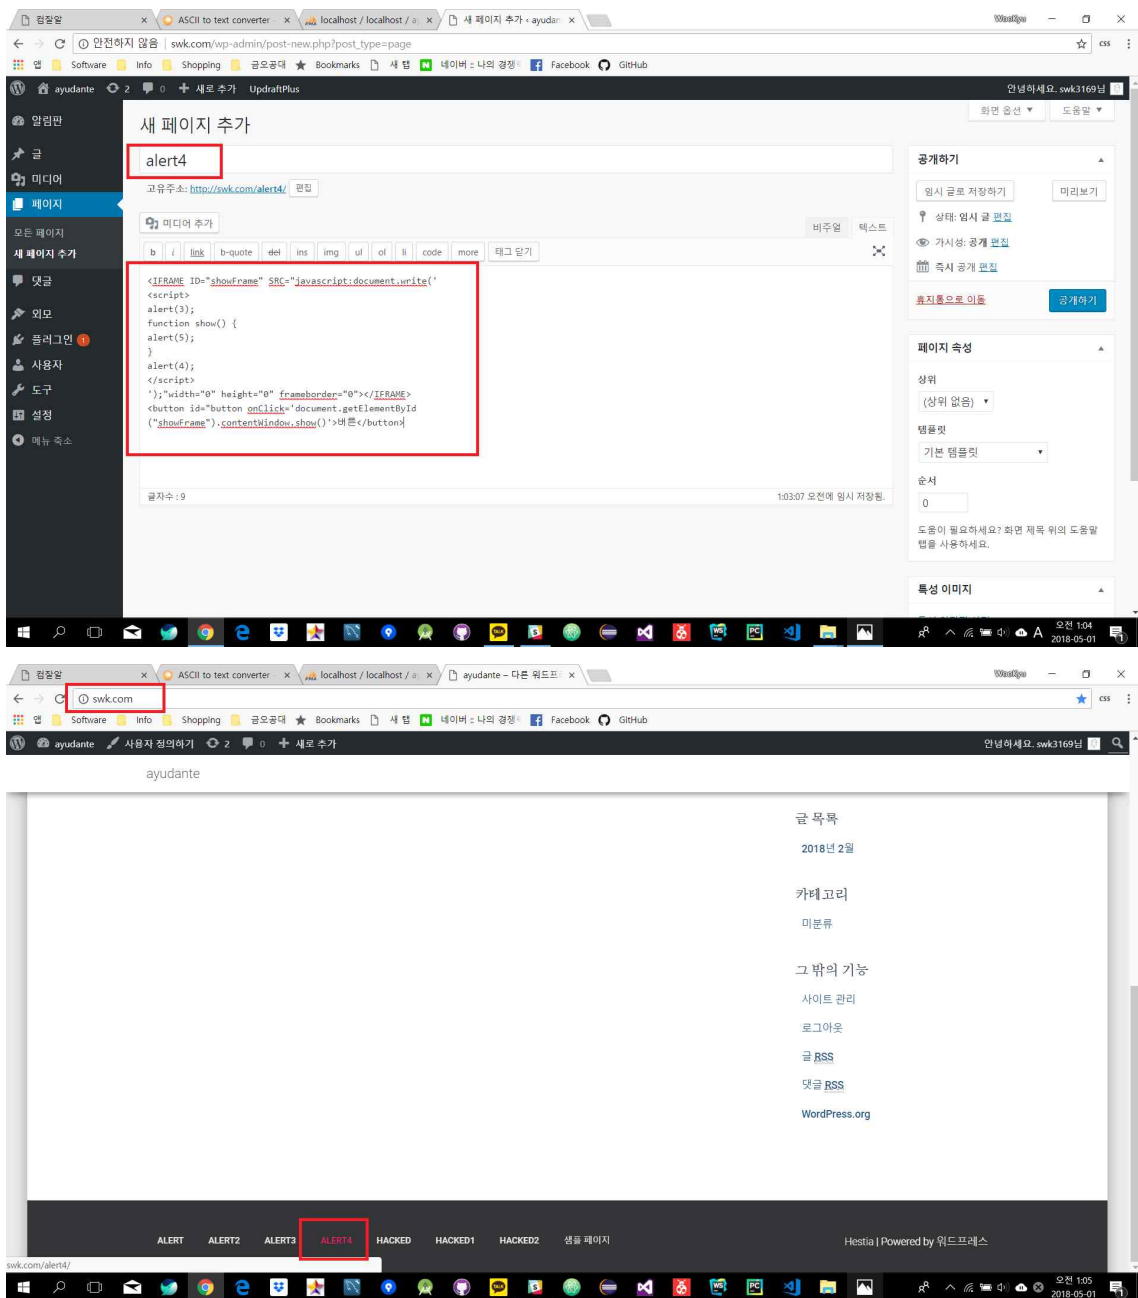 컴잘알
ASCII to text converter
localhost / localhost / a
새 페이지 추가 ‹ ayudan
WooKyu
안전하지 않음 | swk.com/wp-admin/post-new.php?post_type=page
css
앱 Software Info Shopping 금오공대 Bookmarks 새 탭 네이버 :: 나의 경쟁 Facebook GitHub
ayudante 2 0 새로 추가 UpdraftPlus
안녕하세요. swk3169님
화면 옵션 ▼ 도움말 ▼
알림판
글
미디어
페이지
모든 페이지
새 페이지 추가
댓글
외모
플러그인 1
사용자
도구
설정
메뉴 축소
새 페이지 추가
alert4
고유주소: http://swk.com/alert4/ 편집
미디어 추가
비주얼 텍스트
b i link b-quote del ins img ul ol li code more 태그 닫기
<IFRAME ID="showFrame" SRC="javascript:document.write('
<script>
alert(3);
function show() {
alert(5);
}
alert(4);
</script>
');"width="0" height="0" frameborder="0"></IFRAME>
<button id="button onClick='document.getElementById
("showFrame").contentWindow.show()'>버튼</button>
글자수 : 9
1:03:07 오전에 임시 저장됨.
공개하기
임시 글로 저장하기 미리보기
상태: 임시 글 편집
가시성: 공개 편집
즉시 공개 편집
휴지통으로 이동 공개하기
페이지 속성
상위
(상위 없음)
템플릿
기본 템플릿
순서
0
도움이 필요하세요? 화면 제목 위의 도움말
탭을 사용하세요.
특성 이미지
A
오전 1:04
2018-05-01
컴잘알
ASCII to text converter
localhost / localhost / a
ayudante – 다른 워드프
WooKyu
swk.com
css
앱 Software Info Shopping 금오공대 Bookmarks 새 탭 네이버 :: 나의 경쟁 Facebook GitHub
ayudante 사용자 정의하기 2 0 새로 추가
안녕하세요. swk3169님
ayudante
글 목록
2018년 2월
카테고리
미분류
그 밖의 기능
사이트 관리
로그아웃
글 RSS
댓글 RSS
WordPress.org
ALERT ALERT2 ALERT3 ALERT4 HACKED HACKED1 HACKED2 샘플 페이지
Hestia | Powered by 워드프레스
swk.com/alert4/
A
오전 1:05
2018-05-01